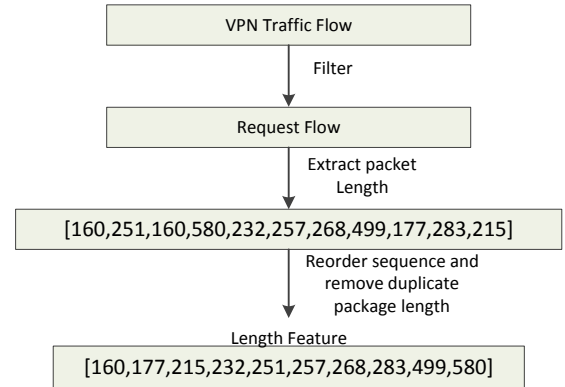 VPN Traffic Flow
Filter
Request Flow
Extract packet
Length
[160,251,160,580,232,257,268,499,177,283,215]
Reorder sequence and
remove duplicate
package length
Length Feature
[160,177,215,232,251,257,268,283,499,580]